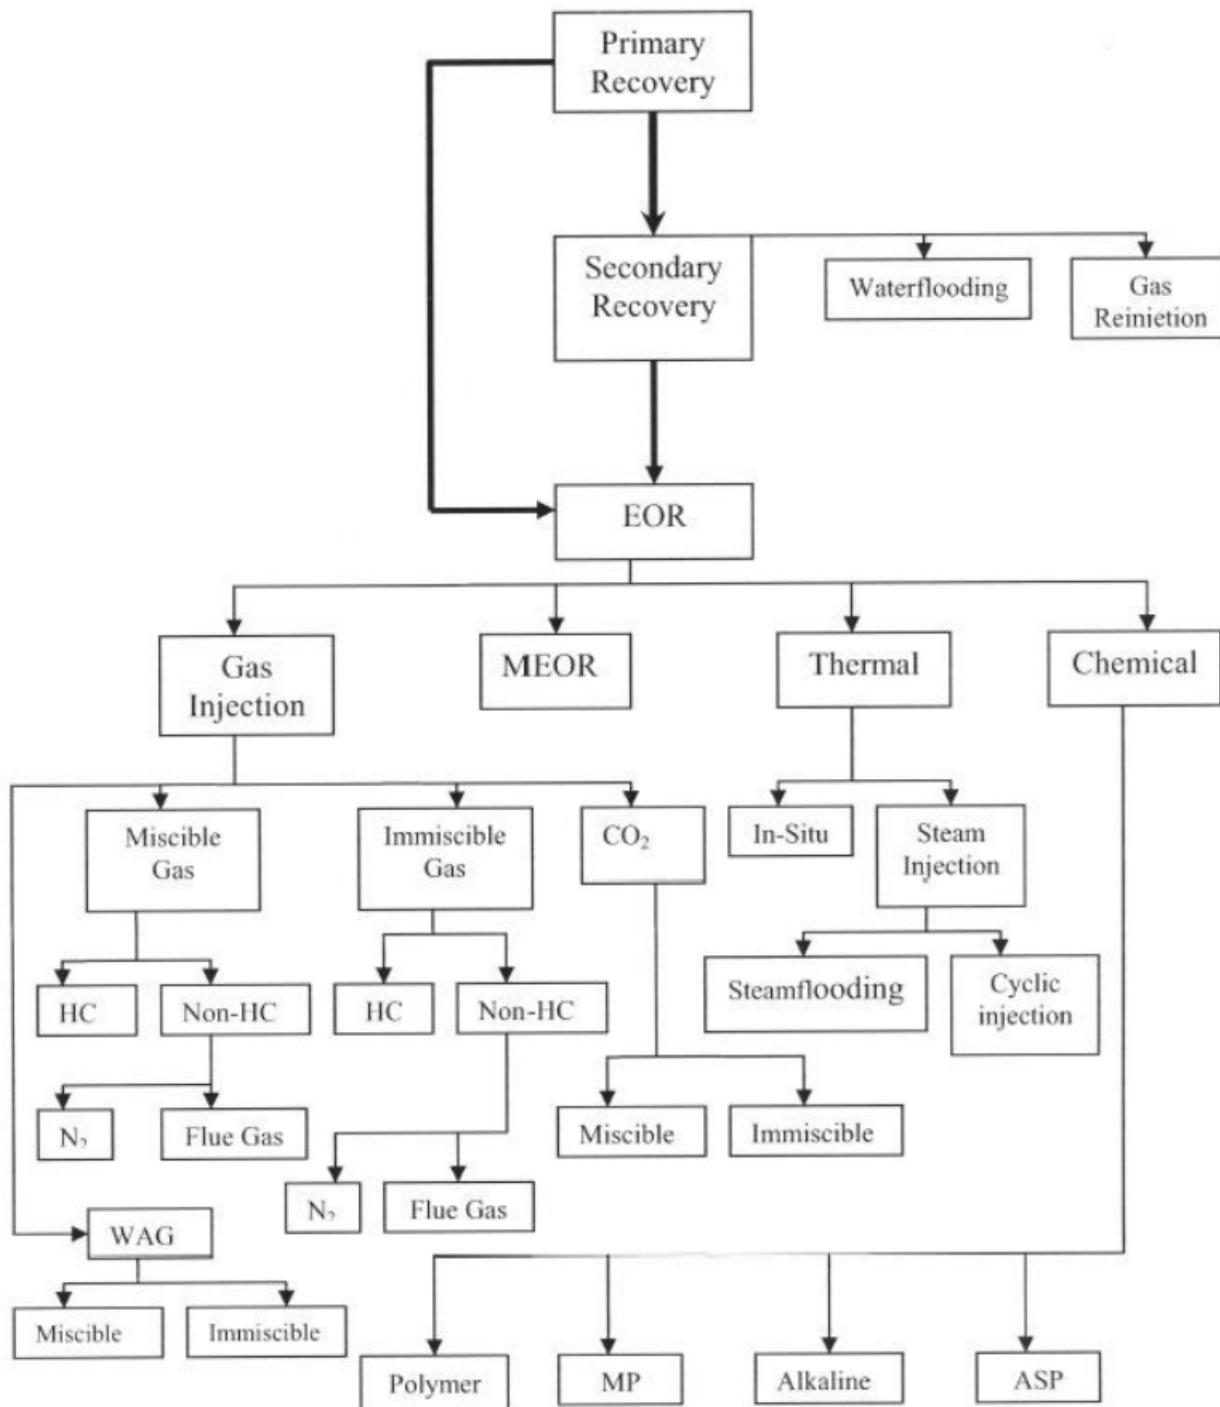 Primary
Recovery
Secondary
Recovery
Waterflooding
Gas
Reinietion
EOR
Gas
Injection
MEOR
Thermal
Chemical
Miscible
Gas
Immiscible
Gas
CO₂
In-Situ
Steam
Injection
HC
Non-HC
HC
Non-HC
Steamflooding
Cyclic
injection
N₂
Flue Gas
Miscible
Immiscible
N₂
Flue Gas
WAG
Miscible
Immiscible
Polymer
MP
Alkaline
ASP